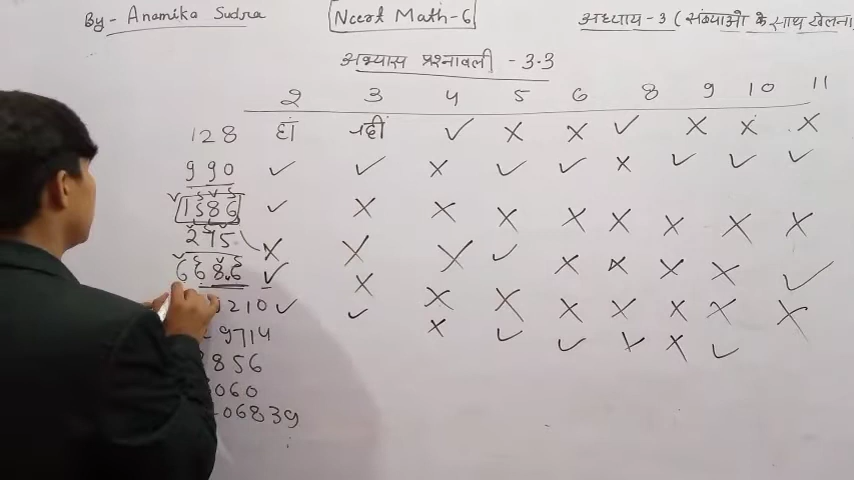 By- Anamika Sudra
Ncert Math-6
अध्याय-3 (संख्याओं के साथ खेलना
अभ्यास प्रश्नावली -3.3
2 3 4 5 6 8 9 10 11
128 हां नहीं ✓ × × ✓ × × ×
990 ✓ ✓ × ✓ ✓ × ✓ ✓ ✓
1586 ✓ × × × × × × × ×
275 × × × ✓ × × × × ✓
6686 ✓ × × × × × × × ×
210 ✓ ✓ × ✓ ✓ × × ✓
9714
856
060
06839